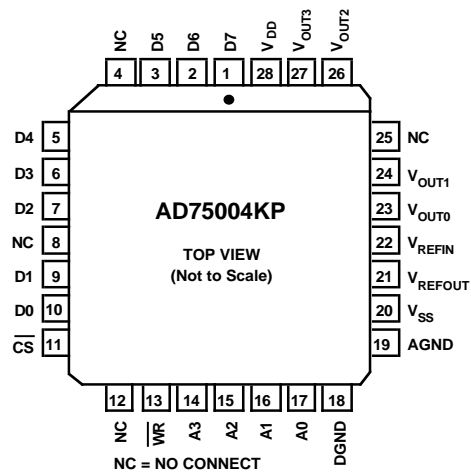 NC D5 D6 D7 VDD VOUT3 VOUT2
4 3 2 1 28 27 26
D4 5
D3 6
D2 7
NC 8
D1 9
D0 10
CS 11
AD75004KP
TOP VIEW
(Not to Scale)
25 NC
24 VOUT1
23 VOUT0
22 VREFIN
21 VREFOUT
20 VSS
19 AGND
12 13 14 15 16 17 18
NC WR A3 A2 A1 A0 DGND
NC = NO CONNECT